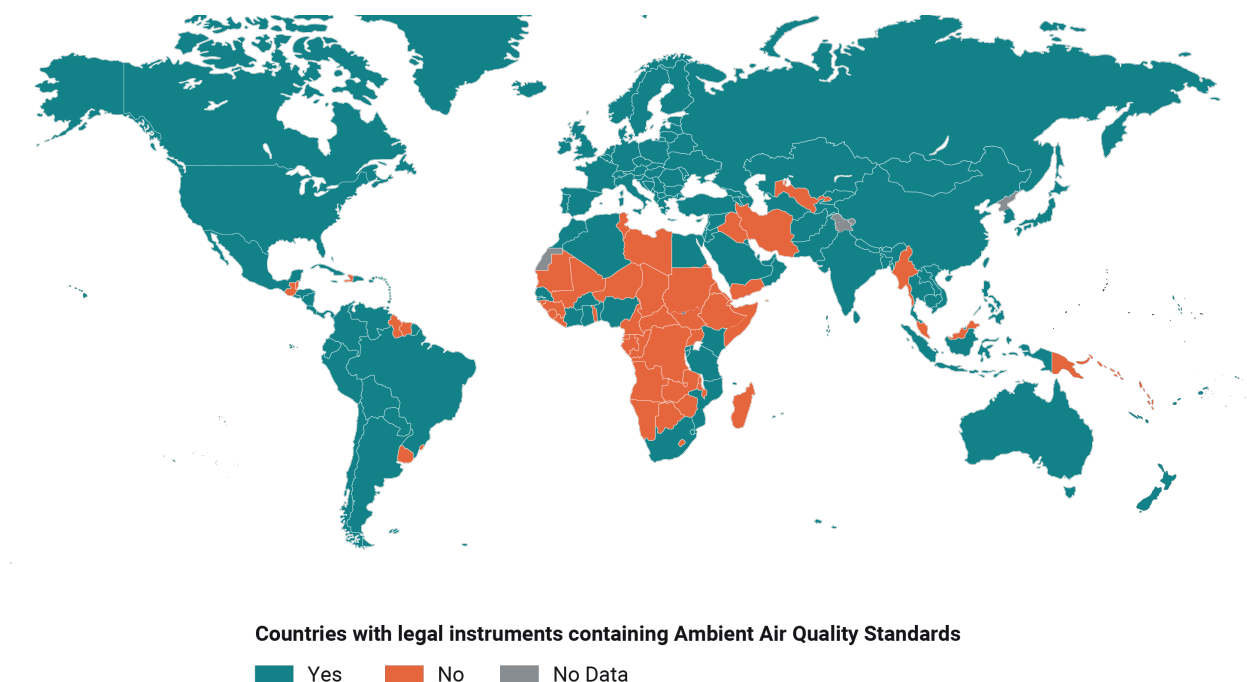 Countries with legal instruments containing Ambient Air Quality Standards
Yes No No Data